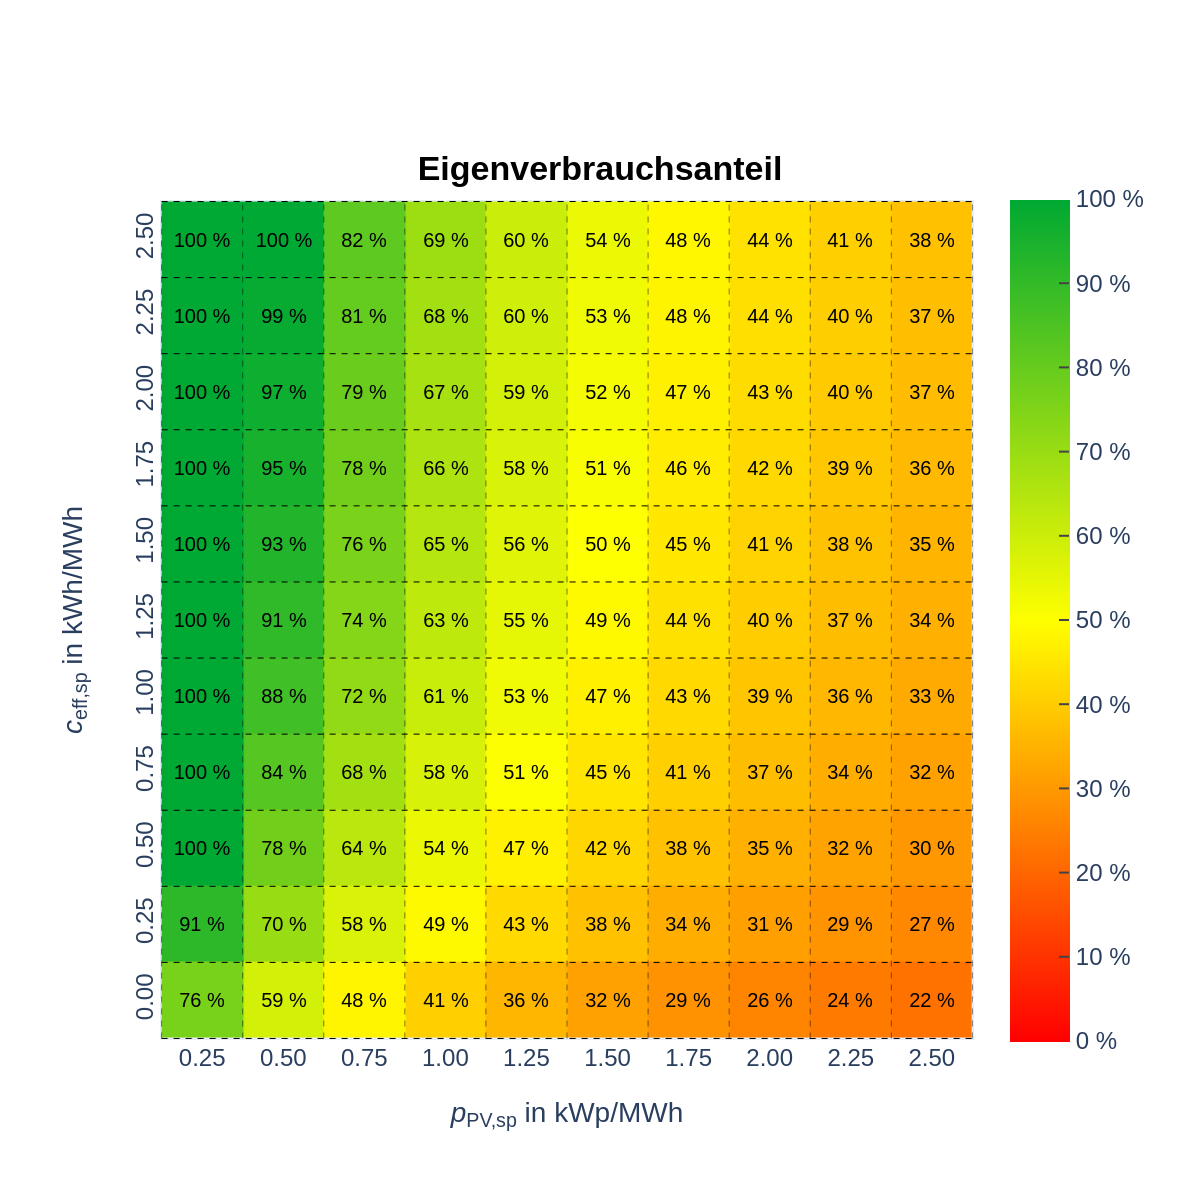 Eigenverbrauchsanteil
2.50 100 % 100 % 82 % 69 % 60 % 54 % 48 % 44 % 41 % 38 %
2.25 100 % 99 % 81 % 68 % 60 % 53 % 48 % 44 % 40 % 37 %
2.00 100 % 97 % 79 % 67 % 59 % 52 % 47 % 43 % 40 % 37 %
1.75 100 % 95 % 78 % 66 % 58 % 51 % 46 % 42 % 39 % 36 %
1.50 100 % 93 % 76 % 65 % 56 % 50 % 45 % 41 % 38 % 35 %
1.25 100 % 91 % 74 % 63 % 55 % 49 % 44 % 40 % 37 % 34 %
1.00 100 % 88 % 72 % 61 % 53 % 47 % 43 % 39 % 36 % 33 %
0.75 100 % 84 % 68 % 58 % 51 % 45 % 41 % 37 % 34 % 32 %
0.50 100 % 78 % 64 % 54 % 47 % 42 % 38 % 35 % 32 % 30 %
0.25 91 % 70 % 58 % 49 % 43 % 38 % 34 % 31 % 29 % 27 %
0.00 76 % 59 % 48 % 41 % 36 % 32 % 29 % 26 % 24 % 22 %
0.25 0.50 0.75 1.00 1.25 1.50 1.75 2.00 2.25 2.50
p PV,sp in kWp/MWh
c eff,sp in kWh/MWh
100 %
90 %
80 %
70 %
60 %
50 %
40 %
30 %
20 %
10 %
0 %